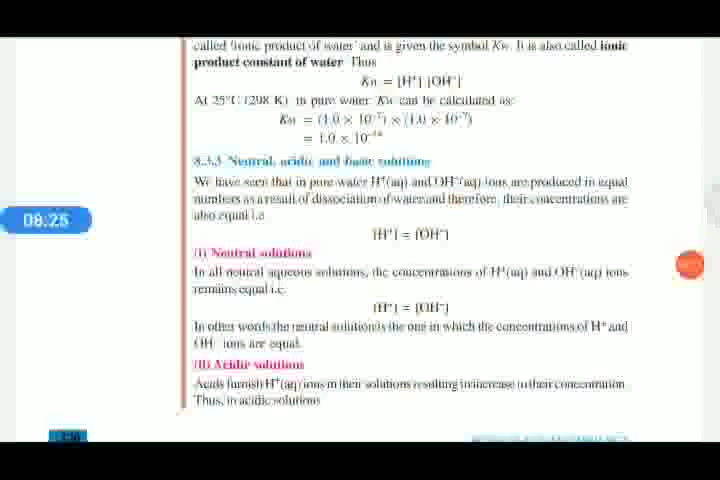 called 'ionic product of water' and is given the symbol Kw. It is also called ionic
product constant of water. Thus
Kw = [H⁺] [OH⁻]
At 25°C (298 K) in pure water Kw can be calculated as:
Kw = (1.0 × 10⁻⁷) × (1.0 × 10⁻⁷)
= 1.0 × 10⁻¹⁴
8.3.3 Neutral, acidic and basic solutions
We have seen that in pure water H⁺(aq) and OH⁻(aq) ions are produced in equal
numbers as a result of dissociation of water and therefore, their concentrations are
also equal i.e.
[H⁺] = [OH⁻]
08:25
(i) Neutral solutions
In all neutral aqueous solutions, the concentrations of H⁺(aq) and OH⁻(aq) ions
remains equal i.e.
[H⁺] = [OH⁻]
In other words the neutral solution is the one in which the concentrations of H⁺ and
OH⁻ ions are equal.
(ii) Acidic solutions
Acids furnish H⁺(aq) ions in their solutions resulting in increase in their concentration.
Thus, in acidic solutions